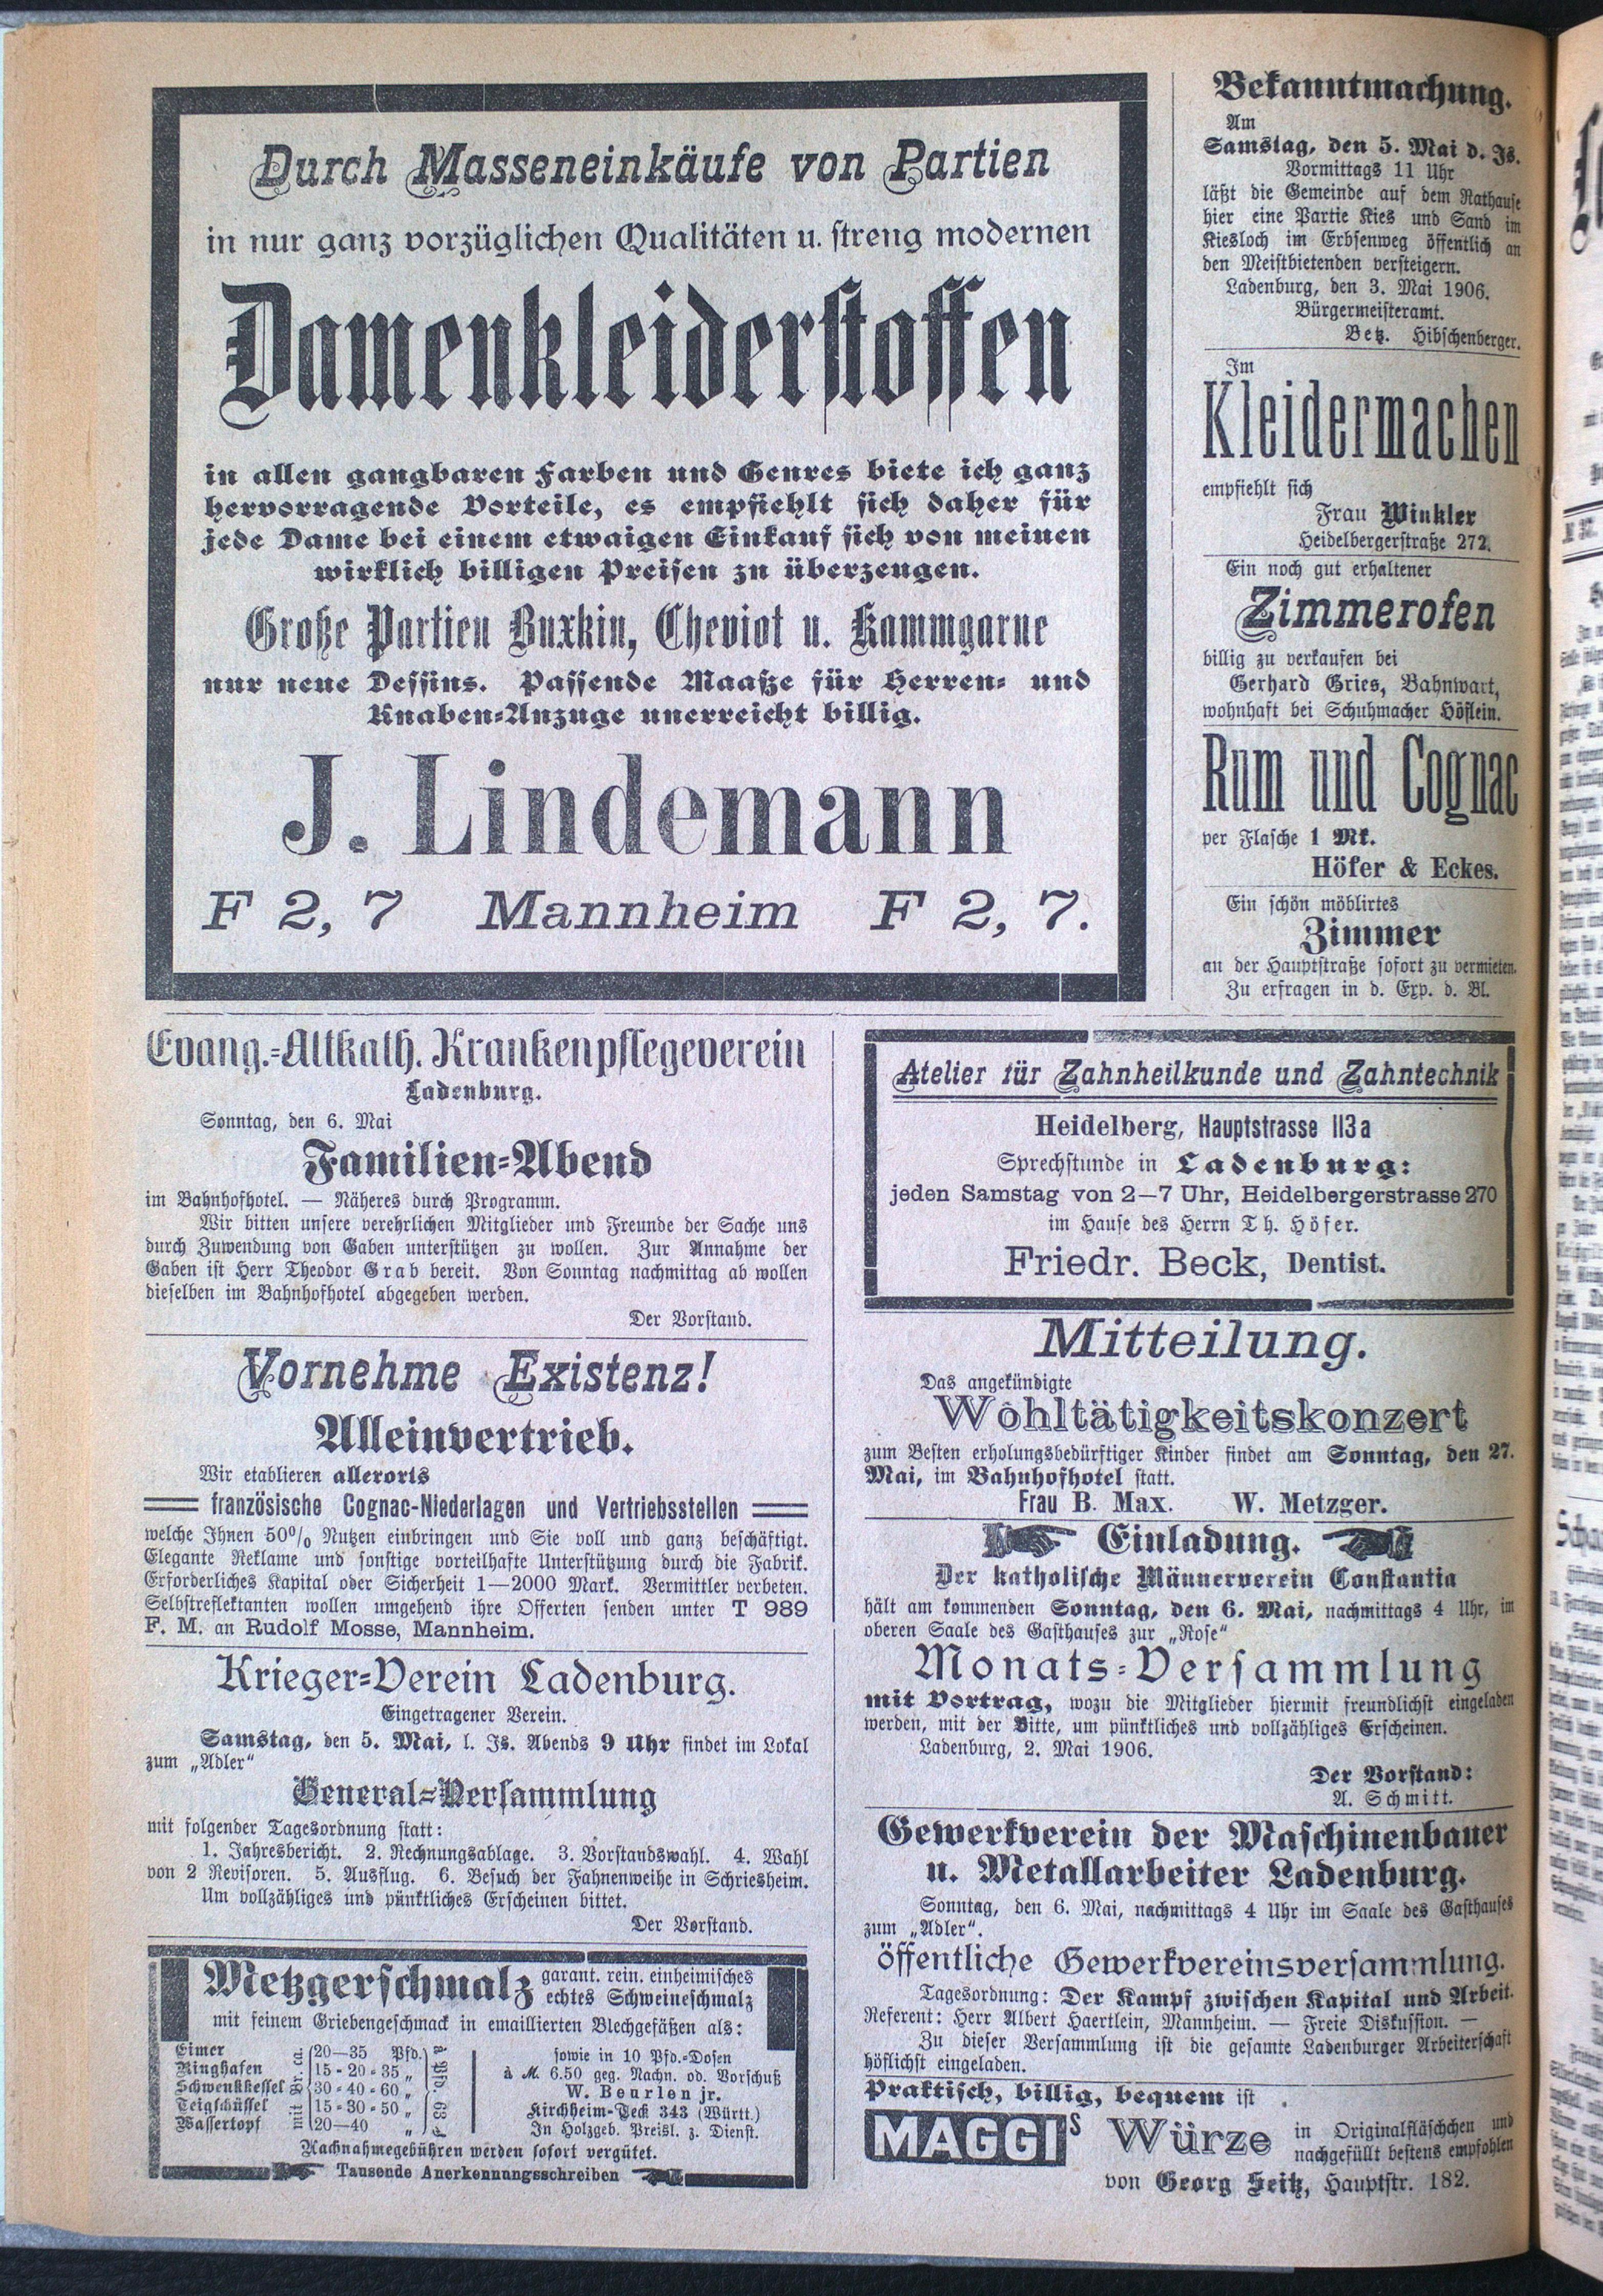 Durch Masseneinkäufe von Partien
in nur ganz vorzüglichen Qualitäten u. streng modernen
Damenkleiderstoffen
in allen gangbaren Farben und Genres biete ich ganz
hervorragende Vorteile, es empfiehlt sich daher für
jede Dame bei einem etwaigen Einkauf sich von meinen
wirklich billigen Preisen zu überzeugen.
Große Partien Buxkin, Cheviot u. Kammgarne
nur neue Dessins. Passende Maaße für Herren- und
Knaben-Anzuge unerreicht billig.
J. Lindemann
F 2, 7 Mannheim F 2, 7.
Bekanntmachung.
Am
Samstag, den 5. Mai d. Js.
Vormittags 11 Uhr
läßt die Gemeinde auf dem Rathause
hier eine Partie Kies und Sand im
Kiesloch im Erbsenweg öffentlich an
den Meistbietenden versteigern.
Ladenburg, den 3. Mai 1906.
Bürgermeisteramt.
Betz. Hibschenberger.
Im
Kleidermachen
empfiehlt sich
Frau Winkler
Heidelbergerstraße 272.
Ein noch gut erhaltener
Zimmerofen
billig zu verkaufen bei
Gerhard Gries, Bahnwart,
wohnhaft bei Schuhmacher Höflein.
Rum und Cognac
per Flasche 1 Mk.
Höfer & Eckes.
Ein schön möblirtes
Zimmer
an der Hauptstraße sofort zu vermieten.
Zu erfragen in d. Exp. d. Bl.
Evang.-Altkath. Krankenpflegeverein
Ladenburg.
Sonntag, den 6. Mai
Familien-Abend
im Bahnhofhotel. — Näheres durch Programm.
Wir bitten unsere verehrlichen Mitglieder und Freunde der Sache uns
durch Zuwendung von Gaben unterstützen zu wollen. Zur Annahme der
Gaben ist Herr Theodor Grab bereit. Von Sonntag nachmittag ab wollen
dieselben im Bahnhofhotel abgegeben werden.
Der Vorstand.
Vornehme Existenz!
Alleinvertrieb.
Wir etablieren allerorts
französische Cognac-Niederlagen und Vertriebsstellen
welche Ihnen 50% Nutzen einbringen und Sie voll und ganz beschäftigt.
Elegante Reklame und sonstige vorteilhafte Unterstützung durch die Fabrik.
Erforderliches Kapital oder Sicherheit 1—2000 Mark. Vermittler verbeten.
Selbstreflektanten wollen umgehend ihre Offerten senden unter T 989
F. M. an Rudolf Mosse, Mannheim.
Krieger-Verein Ladenburg.
Eingetragener Verein.
Samstag, den 5. Mai, l. Js. Abends 9 Uhr findet im Lokal
zum „Adler“
General-Versammlung
mit folgender Tagesordnung statt:
1. Jahresbericht. 2. Rechnungsablage. 3. Vorstandswahl. 4. Wahl
von 2 Revisoren. 5. Ausflug. 6. Besuch der Fahnenweihe in Schriesheim.
Um vollzähliges und pünktliches Erscheinen bittet.
Der Vorstand.
Metzgerschmalz garant. rein. einheimisches
echtes Schweineschmalz
mit feinem Griebengeschmack in emaillierten Blechgefäßen als:
Eimer 20—35 Pfd.
Ringhafen 15-20-35 „
Schwenkkessel 30-40-60 „
Teigschüssel 15-30-50 „
Wassertopf 20—40 „
mit Br. ca.
a Pfd. 63
sowie in 10 Pfd.-Dosen
à M. 6.50 geg. Nachn. od. Vorschuß
W. Beurlen jr.
Kirchheim-Teck 343 (Württ.)
In Holzgeb. Preisl. z. Dienst.
Nachnahmegebühren werden sofort vergütet.
Tausende Anerkennungsschreiben
Atelier für Zahnheilkunde und Zahntechnik
Heidelberg, Hauptstrasse 113a
Sprechstunde in Ladenburg:
jeden Samstag von 2—7 Uhr, Heidelbergerstrasse 270
im Hause des Herrn Th. Höfer.
Friedr. Beck, Dentist.
Mitteilung.
Das angekündigte
Wohltätigkeitskonzert
zum Besten erholungsbedürftiger Kinder findet am Sonntag, den 27.
Mai, im Bahnhofhotel statt.
Frau B. Max. W. Metzger.
Einladung.
Der katholische Männerverein Constantia
hält am kommenden Sonntag, den 6. Mai, nachmittags 4 Uhr, im
oberen Saale des Gasthauses zur „Rose“
Monats-Versammlung
mit Vortrag, wozu die Mitglieder hiermit freundlichst eingeladen
werden, mit der Bitte, um pünktliches und vollzähliges Erscheinen.
Ladenburg, 2. Mai 1906.
Der Vorstand:
A. Schmitt.
Gewerkverein der Maschinenbauer
u. Metallarbeiter Ladenburg.
Sonntag, den 6. Mai, nachmittags 4 Uhr im Saale des Gasthauses
zum „Adler“.
öffentliche Gewerkvereinsversammlung.
Tagesordnung: Der Kampf zwischen Kapital und Arbeit.
Referent: Herr Albert Haertlein, Mannheim. — Freie Diskussion. —
Zu dieser Versammlung ist die gesamte Ladenburger Arbeiterschaft
höflichst eingeladen.
Praktisch, billig, bequem ist
MAGGIS Würze in Originalfläschchen und
nachgefüllt bestens empfohlen
von Georg Seitz, Hauptstr. 182.